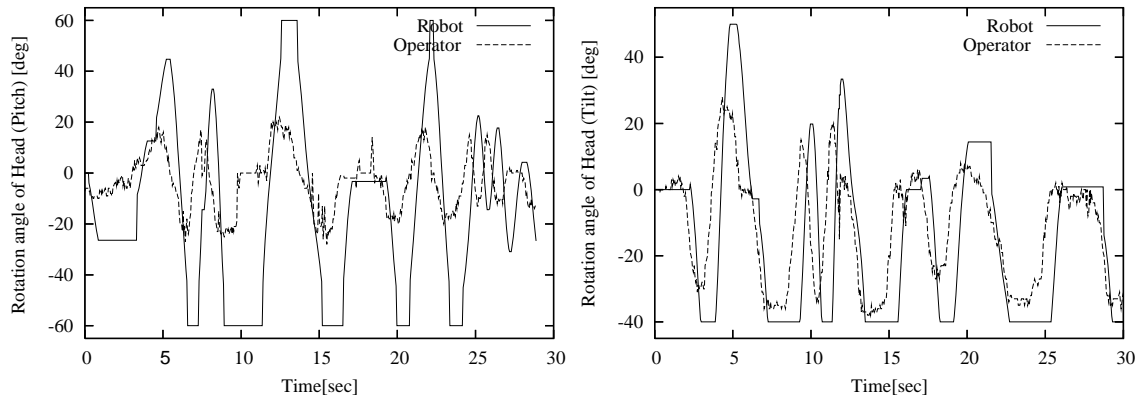 Rotation angle of Head (Pitch) [deg]
60
40
20
0
-20
-40
-60
0 5 10 15 20 25 30
Time[sec]
Robot
Operator
Rotation angle of Head (Tilt) [deg]
40
20
0
-20
-40
0 5 10 15 20 25 30
Time[sec]
Robot
Operator